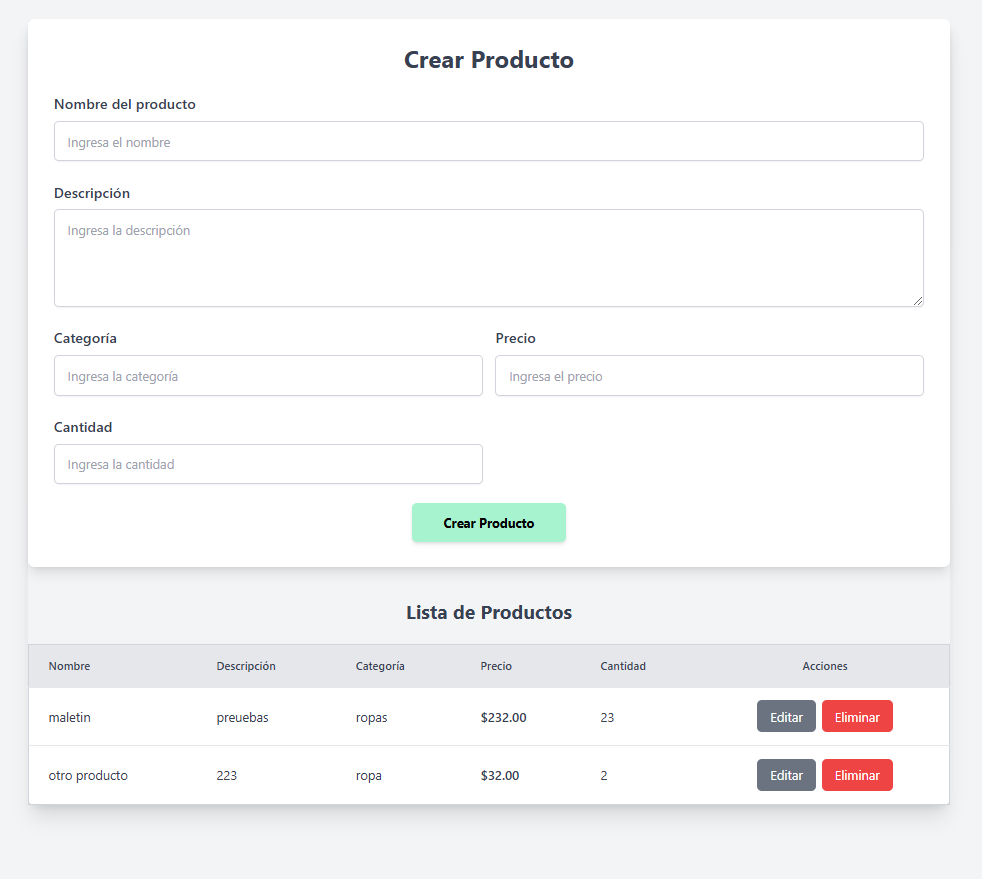 Crear Producto
Nombre del producto
Ingresa el nombre
Descripción
Ingresa la descripción
Categoría Precio
Ingresa la categoría Ingresa el precio
Cantidad
Ingresa la cantidad
Crear Producto
Lista de Productos
Nombre Descripción Categoría Precio Cantidad Acciones
maletin preuebas ropas $232.00 23 Editar Eliminar
otro producto 223 ropa $32.00 2 Editar Eliminar